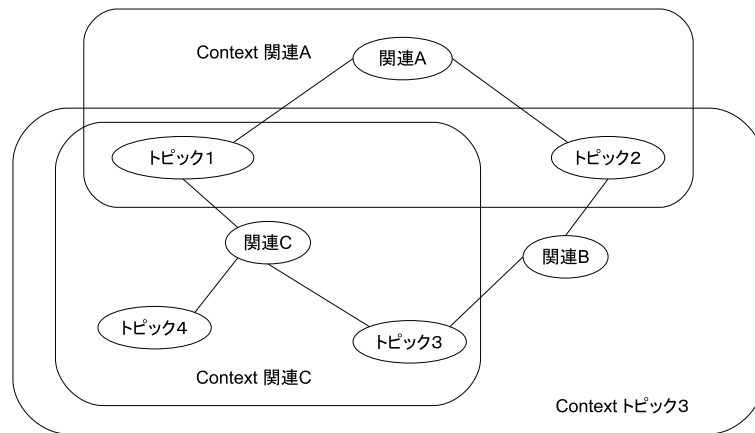 Context 関連A
関連A
トピック1
トピック2
関連C
関連B
トピック4
トピック3
Context 関連C
Context トピック3